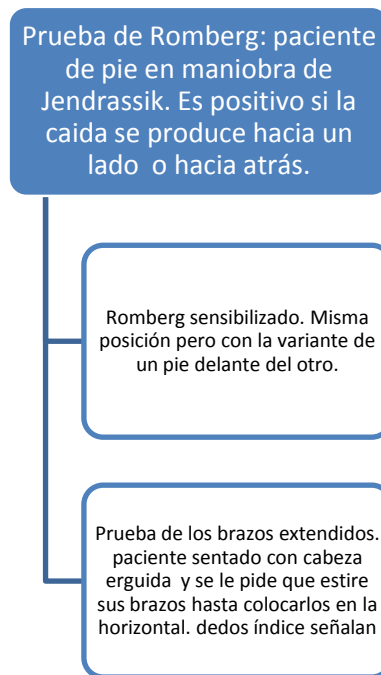 Prueba de Romberg: paciente
de pie en maniobra de
Jendrassik. Es positivo si la
caida se produce hacia un
lado o hacia atrás.
Romberg sensibilizado. Misma
posición pero con la variante de
un pie delante del otro.
Prueba de los brazos extendidos.
paciente sentado con cabeza
erguida y se le pide que estire
sus brazos hasta colocarlos en la
horizontal. dedos índice señalan